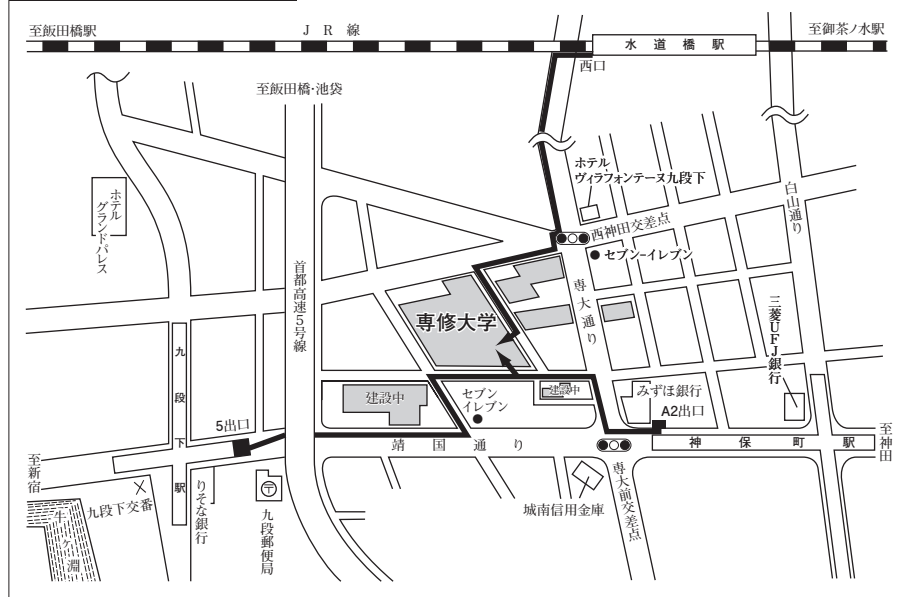 至飯田橋駅
JR線
至御茶ノ水駅
水道橋駅
西口
至飯田橋・池袋
ホテル
ヴィラフォンテーヌ九段下
白山通り
ホテル
グランドパレス
西神田交差点
セブン-イレブン
首都高速5号線
専大通り
専修大学
三菱UFJ銀行
九段下駅
建設中
セブン
イレブン
建設中
みずほ銀行
A2出口
5出口
靖国通り
神保町駅
至神田
至新宿
九段下交番
りそな銀行
九段郵便局
城南信用金庫
専大前交差点
牛ヶ淵